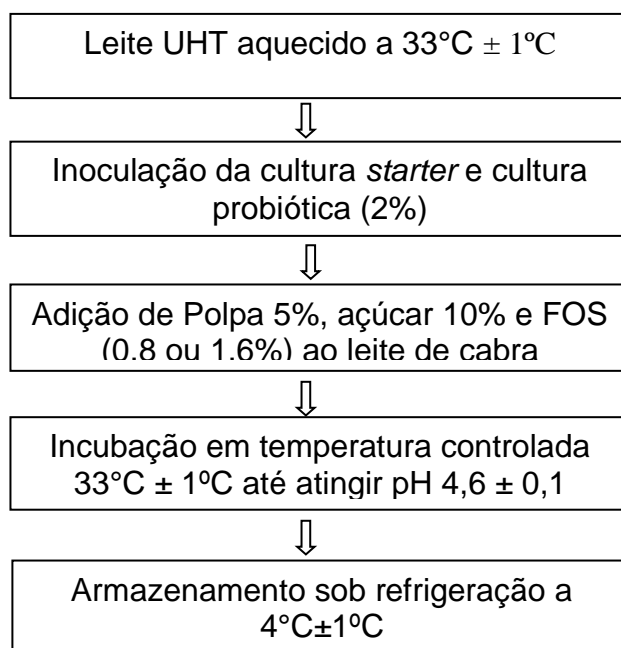 Leite UHT aquecido a 33°C ± 1ºC
Inoculação da cultura starter e cultura
probiótica (2%)
Adição de Polpa 5%, açúcar 10% e FOS
(0.8 ou 1.6%) ao leite de cabra
Incubação em temperatura controlada
33°C ± 1ºC até atingir pH 4,6 ± 0,1
Armazenamento sob refrigeração a
4°C±1ºC